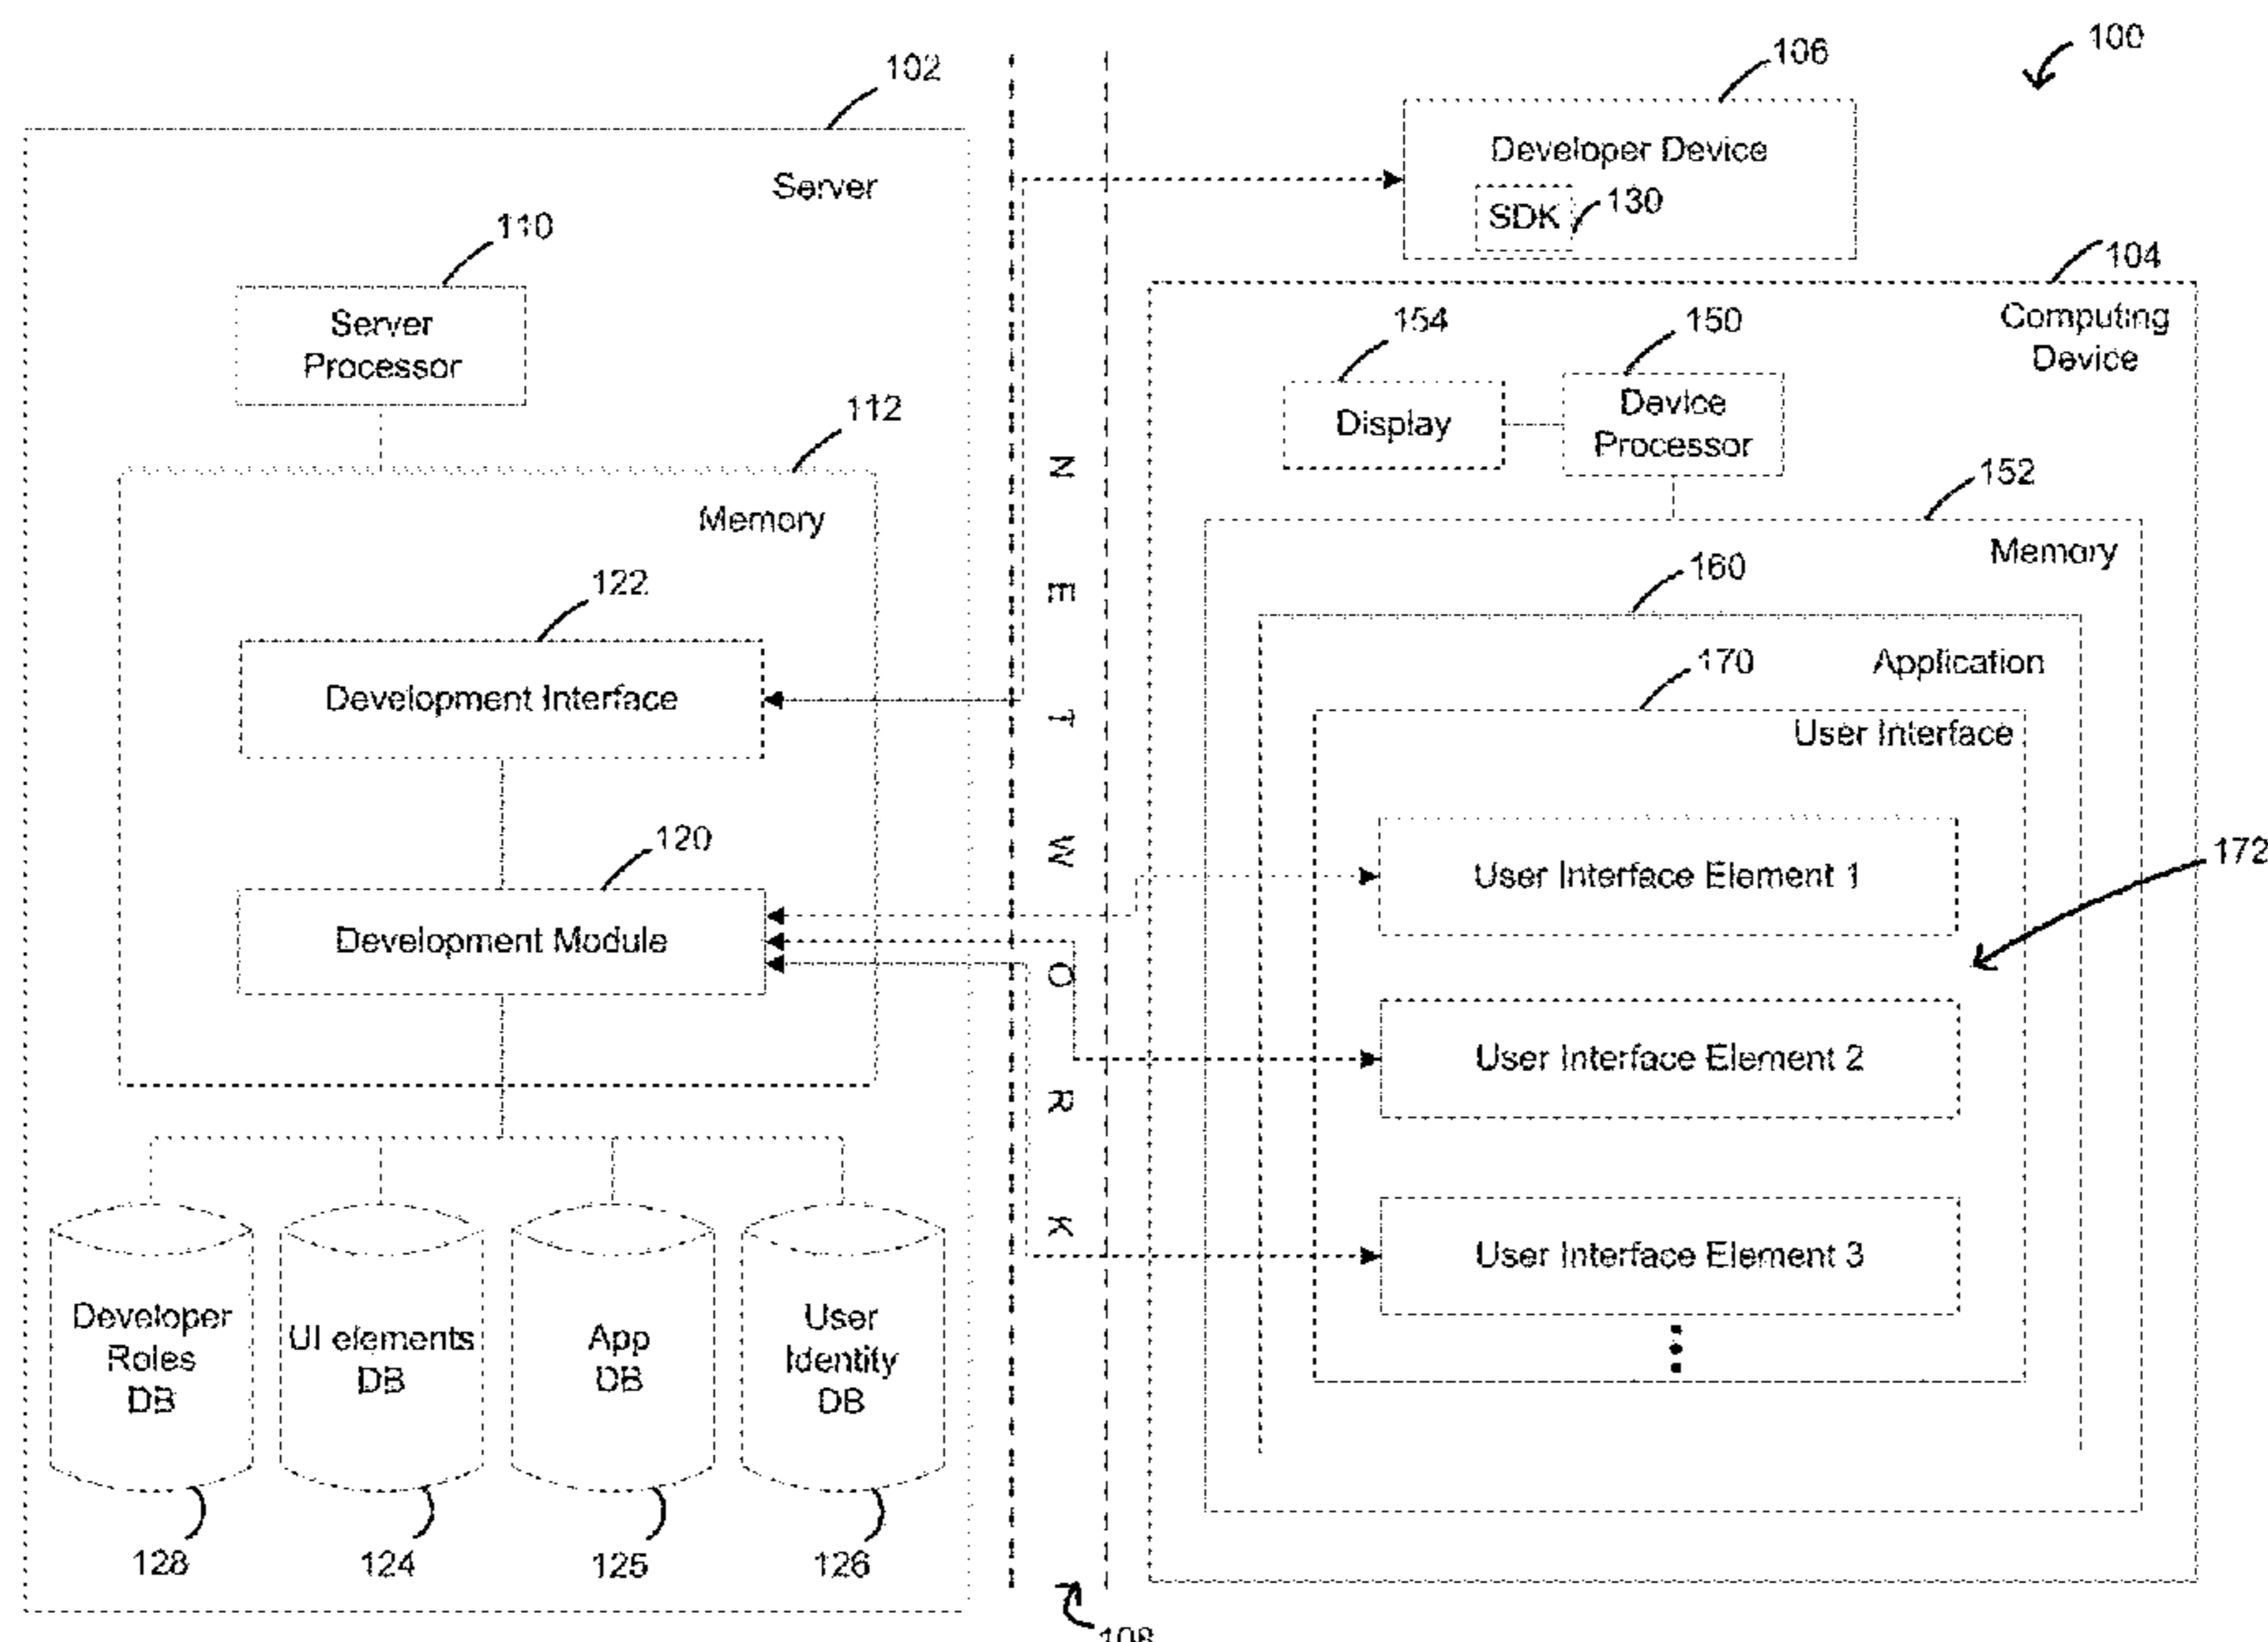 100
102
Server
110
Server
Processor
112
Memory
122
Development Interface
120
Development Module
Developer
Roles
DB
128
UI elements
DB
124
App
DB
125
User
Identity
DB
126
N
E
T
W
O
R
K
108
106
Developer Device
SDK
130
104
Computing
Device
154
Display
150
Device
Processor
152
Memory
160
Application
170
User Interface
User Interface Element 1
172
User Interface Element 2
User Interface Element 3